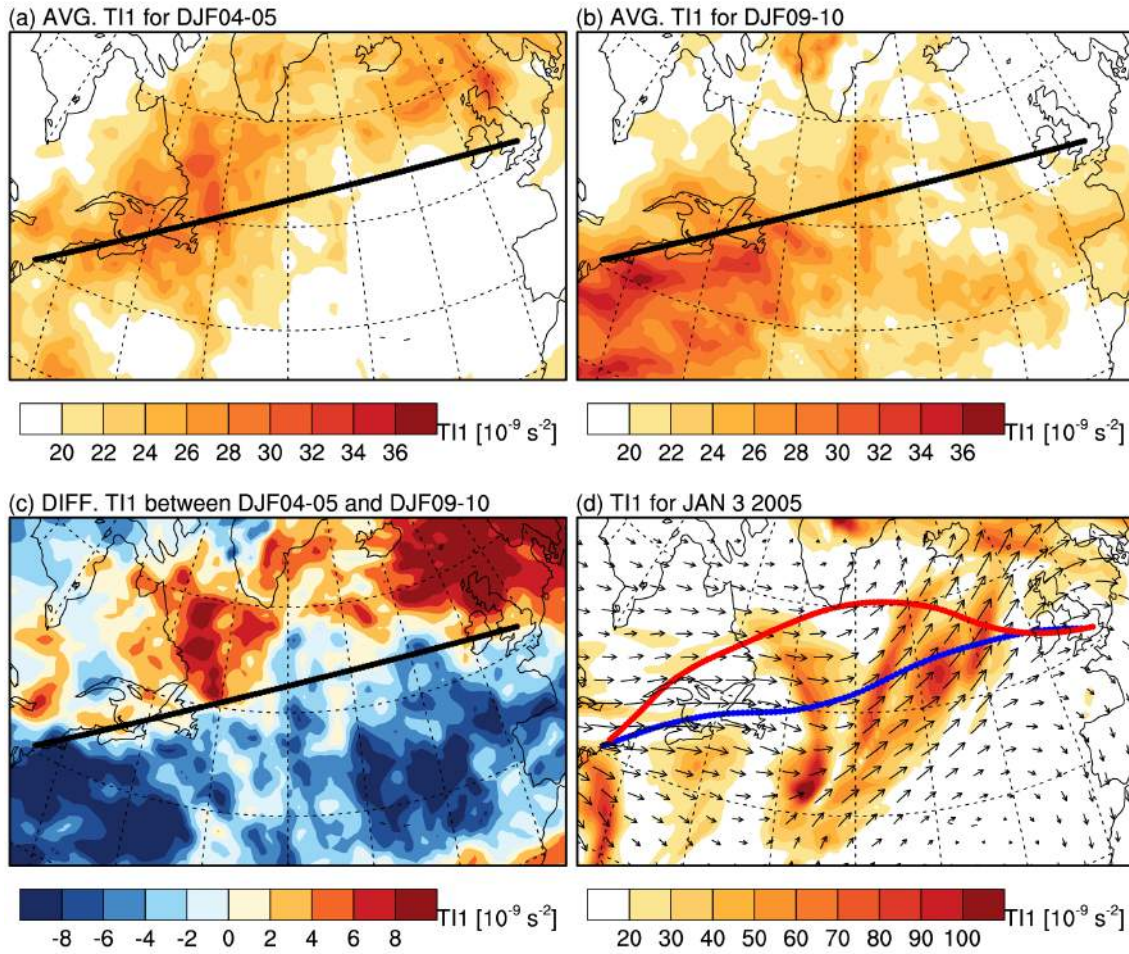 (a) AVG. TI1 for DJF04-05
(b) AVG. TI1 for DJF09-10
20 22 24 26 28 30 32 34 36 TI1 [10⁻⁹ s⁻²]
20 22 24 26 28 30 32 34 36 TI1 [10⁻⁹ s⁻²]
(c) DIFF. TI1 between DJF04-05 and DJF09-10
(d) TI1 for JAN 3 2005
-8 -6 -4 -2 0 2 4 6 8 TI1 [10⁻⁹ s⁻²]
20 30 50 60 70 80 90 100 TI1 [10⁻⁹ s⁻²]